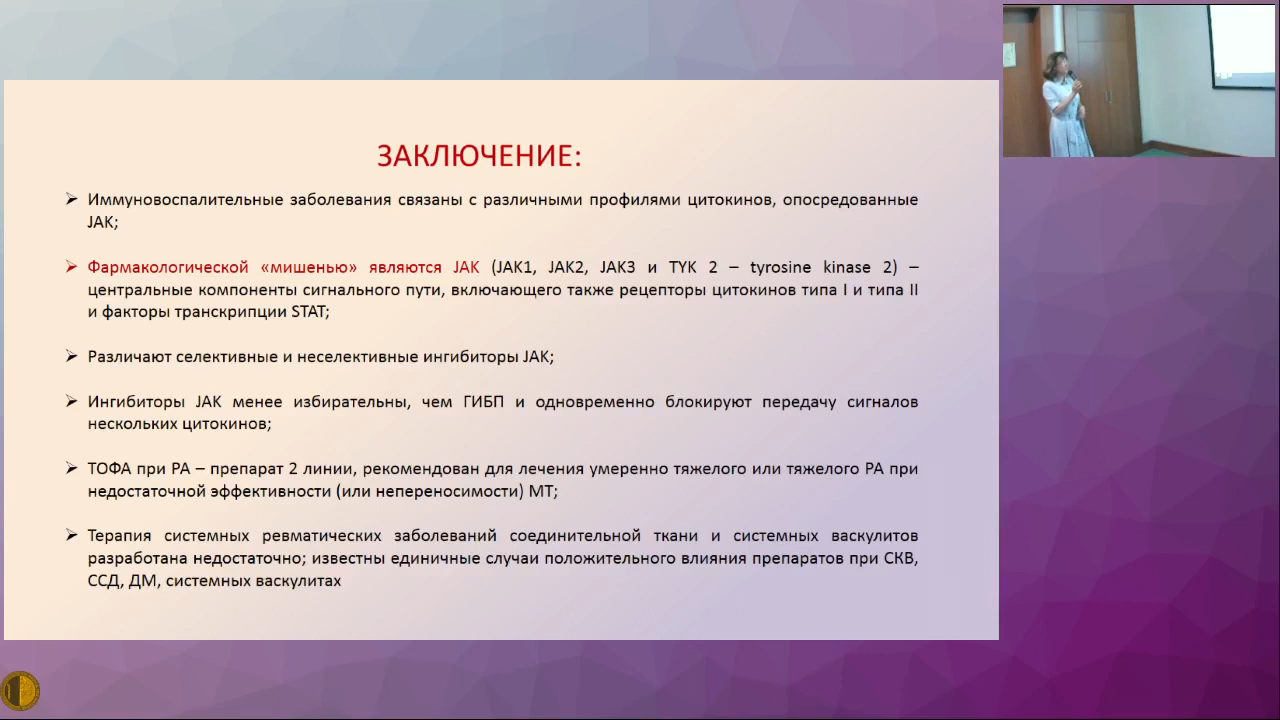 ЗАКЛЮЧЕНИЕ:
➢ Иммуновоспалительные заболевания связаны с различными профилями цитокинов, опосредованные
JAK;
➢ Фармакологической «мишенью» являются JAK (JAK1, JAK2, JAK3 и TYK 2 – tyrosine kinase 2) –
центральные компоненты сигнального пути, включающего также рецепторы цитокинов типа I и типа II
и факторы транскрипции STAT;
➢ Различают селективные и неселективные ингибиторы JAK;
➢ Ингибиторы JAK менее избирательны, чем ГИБП и одновременно блокируют передачу сигналов
нескольких цитокинов;
➢ ТОФА при РА – препарат 2 линии, рекомендован для лечения умеренно тяжелого или тяжелого РА при
недостаточной эффективности (или непереносимости) МТ;
➢ Терапия системных ревматических заболеваний соединительной ткани и системных васкулитов
разработана недостаточно; известны единичные случаи положительного влияния препаратов при СКВ,
ССД, ДМ, системных васкулитах